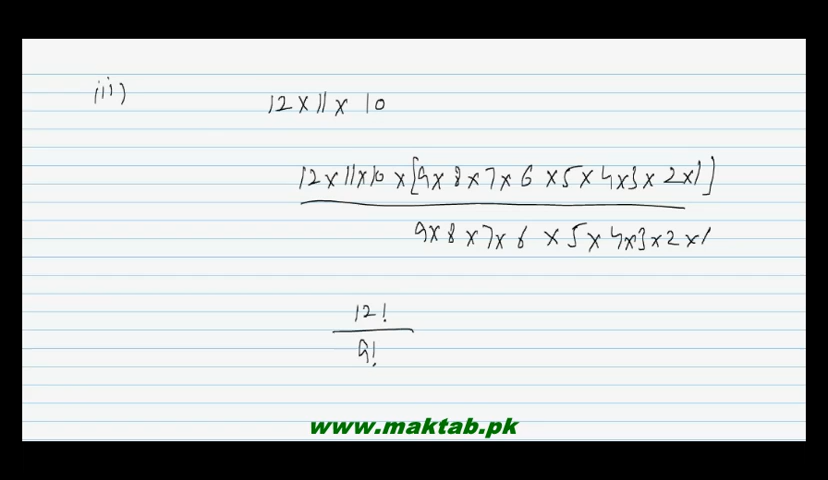 iii)
12 × 11 × 10
12 × 11 × 10 × [9 × 8 × 7 × 6 × 5 × 4 × 3 × 2 × 1]
9 × 8 × 7 × 6 × 5 × 4 × 3 × 2 × 1
12!
9!
www.maktab.pk